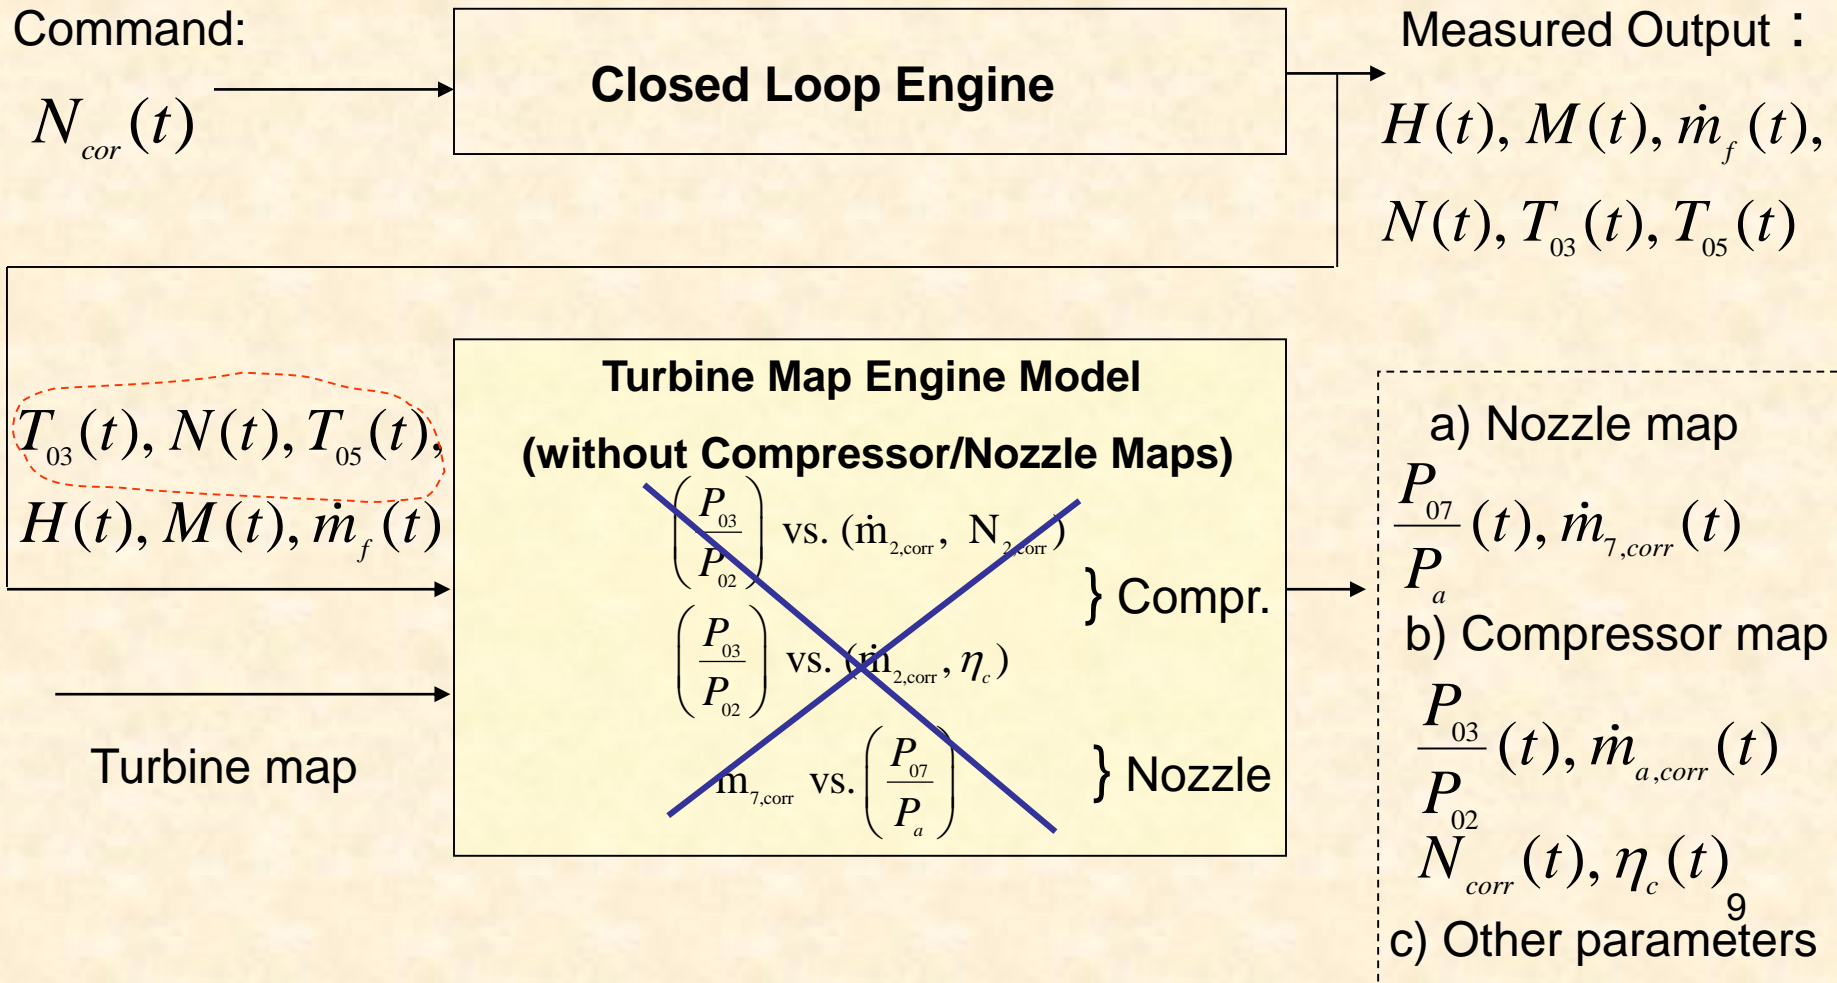 Command:
N_cor(t)
Closed Loop Engine
Measured Output :
H(t), M(t), ṁ_f(t),
N(t), T_03(t), T_05(t)
T_03(t), N(t), T_05(t),
H(t), M(t), ṁ_f(t)
Turbine map
Turbine Map Engine Model
(without Compressor/Nozzle Maps)
(P_03/P_02) vs. (ṁ_2,corr, N_2,corr)
(P_03/P_02) vs. (ṁ_2,corr, η_c)
} Compr.
ṁ_7,corr vs. (P_07/P_a)
} Nozzle
a) Nozzle map
P_07/P_a (t), ṁ_7,corr(t)
b) Compressor map
P_03/P_02 (t), ṁ_a,corr(t)
N_corr(t), η_c(t)
9
c) Other parameters